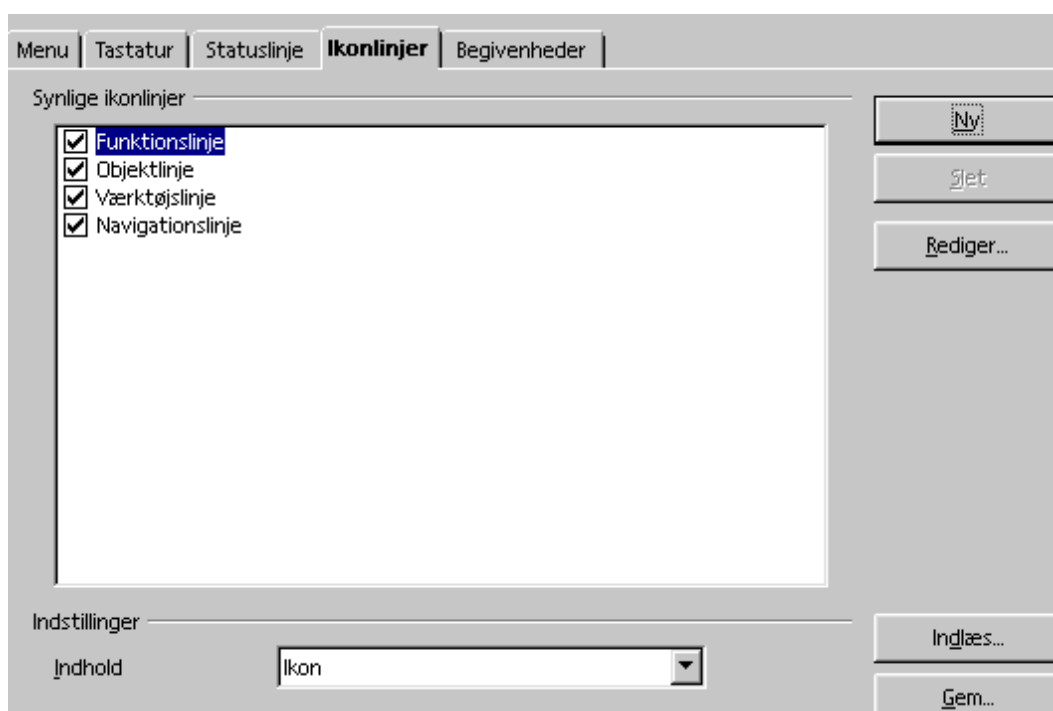 Menu Tastatur Statuslinje Ikonlinjer Begivenheder
Synlige ikonlinjer
Funktionslinje
Objektlinje
Værktøjslinje
Navigationslinje
Ny
Slet
Rediger...
Indstillinger
Indhold Ikon
Indlæs...
Gem...